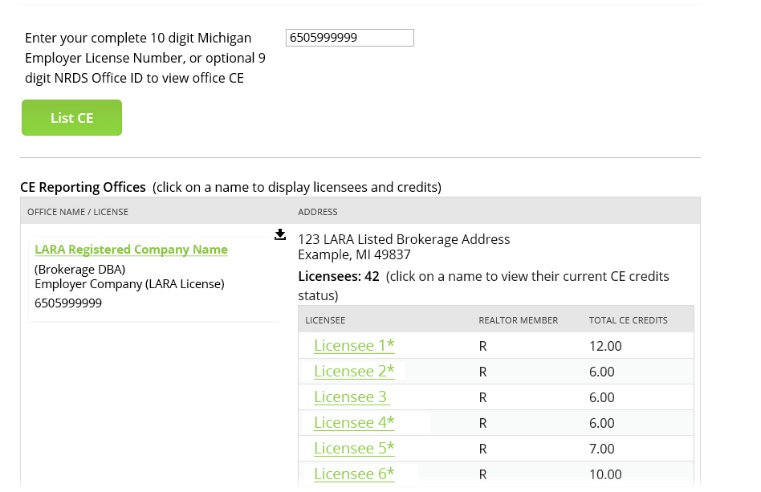 Enter your complete 10 digit Michigan
Employer License Number, or optional 9
digit NRDS Office ID to view office CE
6505999999
List CE
CE Reporting Offices (click on a name to display licensees and credits)
OFFICE NAME / LICENSE ADDRESS
LARA Registered Company Name
(Brokerage DBA)
Employer Company (LARA License)
6505999999
123 LARA Listed Brokerage Address
Example, MI 49837
Licensees: 42 (click on a name to view their current CE credits
status)
LICENSEE REALTOR MEMBER TOTAL CE CREDITS
Licensee 1* R 12.00
Licensee 2* R 6.00
Licensee 3 R 6.00
Licensee 4* R 6.00
Licensee 5* R 7.00
Licensee 6* R 10.00